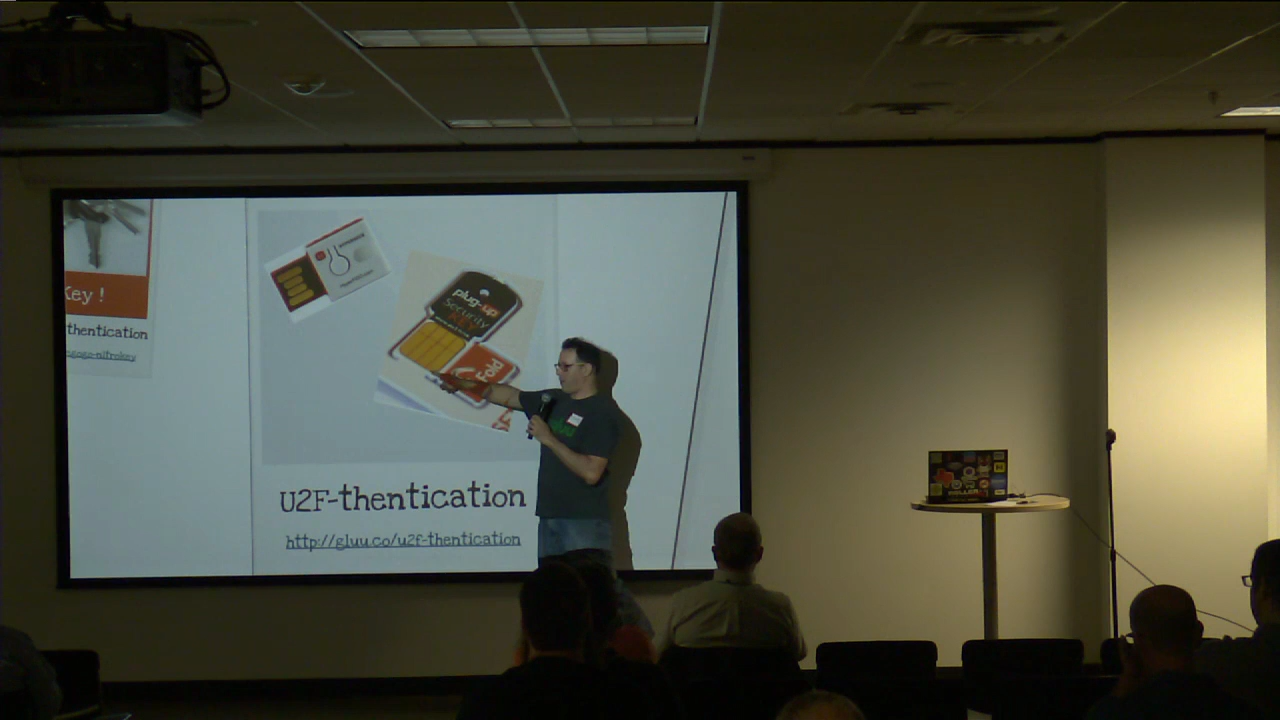 Key !
thentication
plug-up
Security
KEY
Fold
U2F-thentication
http://gluu.co/u2f-thentication